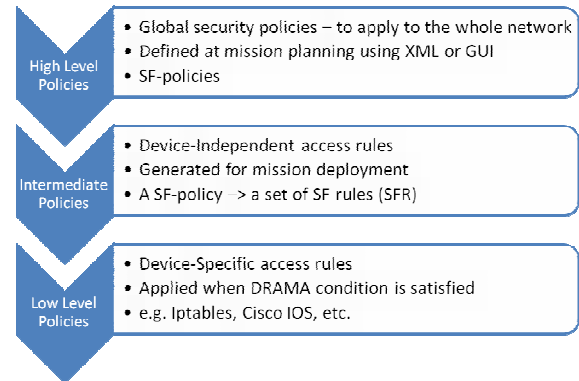 High Level
Policies
• Global security policies – to apply to the whole network
• Defined at mission planning using XML or GUI
• SF-policies
Intermediate
Policies
• Device-Independent access rules
• Generated for mission deployment
• A SF-policy –> a set of SF rules (SFR)
Low Level
Policies
• Device-Specific access rules
• Applied when DRAMA condition is satisfied
• e.g. Iptables, Cisco IOS, etc.